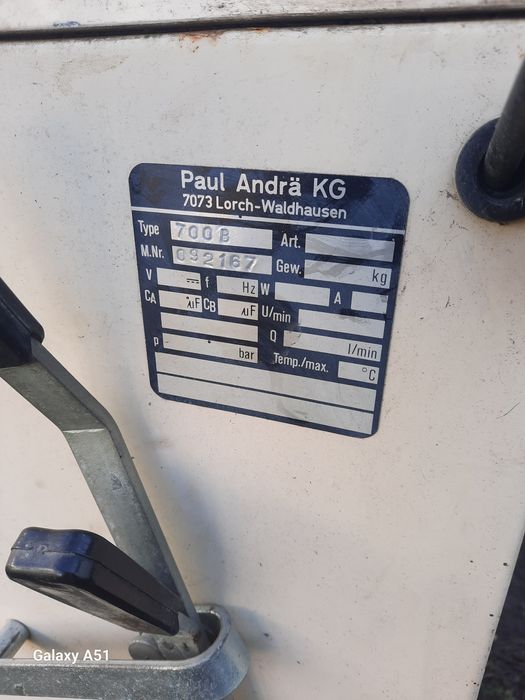 Paul Andrä KG
7073 Lorch-Waldhausen
Type 700B Art.
M.Nr. 092167 Gew. kg
V f Hz W A
CA µF CB µF U/min
Q l/min
p bar Temp./max. °C
Galaxy A51